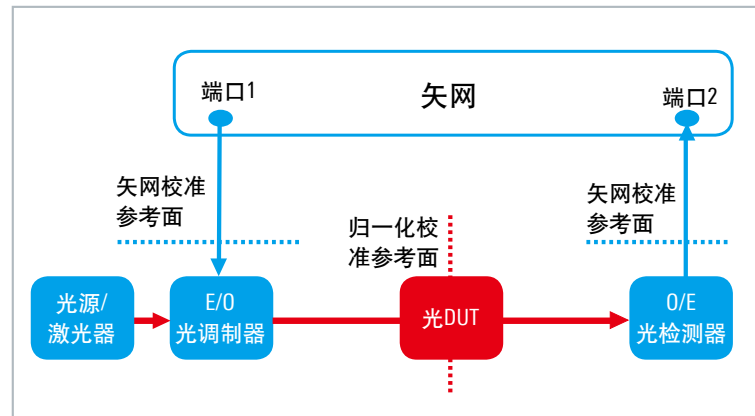 端口1
矢网
端口2
矢网校准
参考面
归一化校
准参考面
矢网校准
参考面
光源/
激光器
E/O
光调制器
光DUT
O/E
光检测器